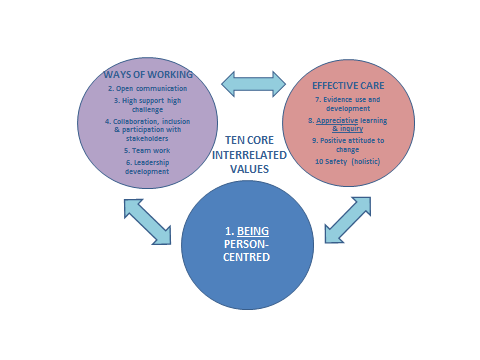 WAYS OF WORKING
2. Open communication
3. High support high
challenge
4. Collaboration, inclusion
& participation with
stakeholders
5. Team work
6. Leadership
development
EFFECTIVE CARE
7. Evidence use and
development
8. Appreciative learning
& inquiry
9. Positive attitude to
change
10 Safety (holistic)
TEN CORE
INTERRELATED
VALUES
1. BEING
PERSON-
CENTRED